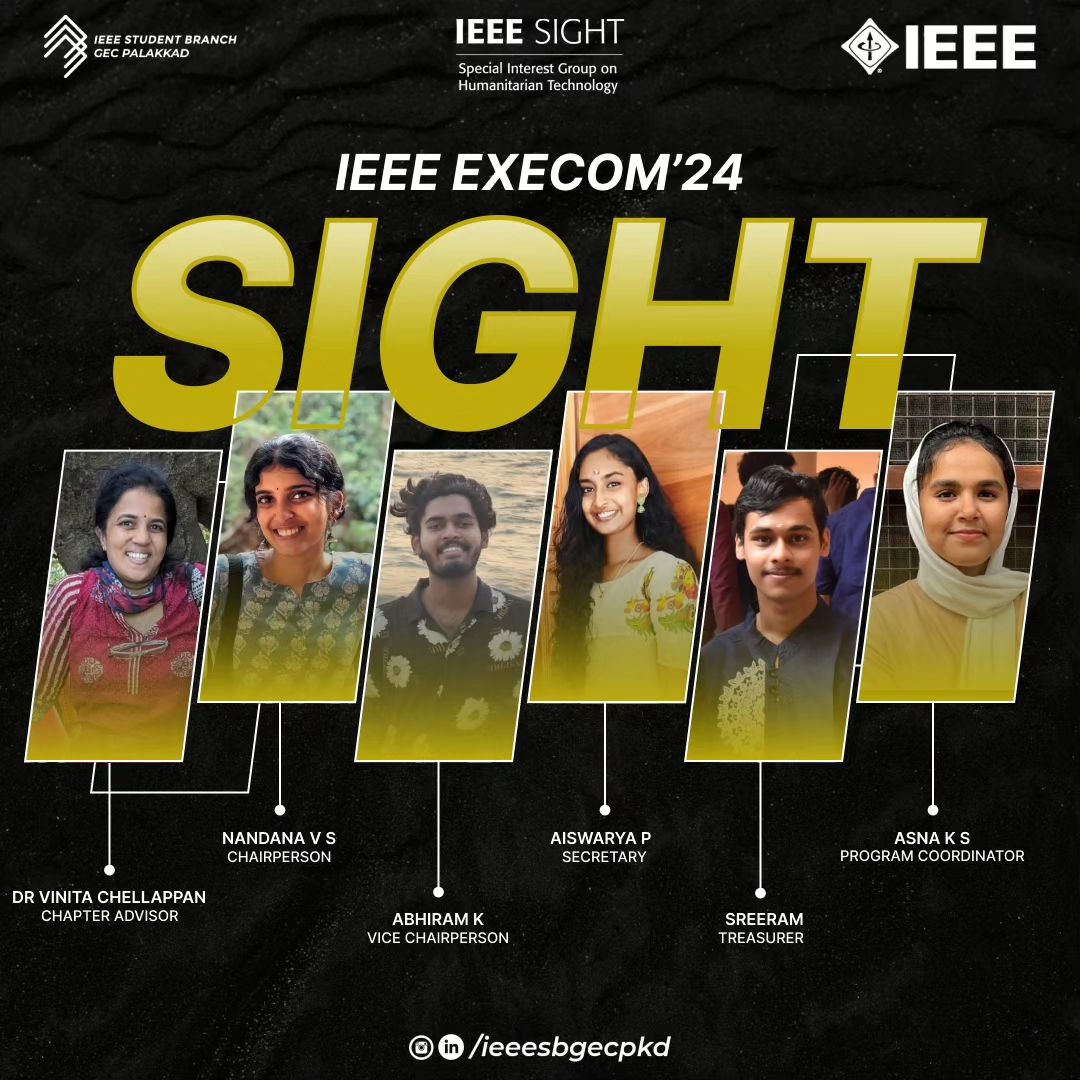 IEEE STUDENT BRANCH
GEC PALAKKAD
IEEE SIGHT
Special Interest Group on
Humanitarian Technology
IEEE
IEEE EXECOM’24
SIGHT
NANDANA V S
CHAIRPERSON
AISWARYA P
SECRETARY
ASNA K S
PROGRAM COORDINATOR
DR VINITA CHELLAPPAN
CHAPTER ADVISOR
ABHIRAM K
VICE CHAIRPERSON
SREERAM
TREASURER
in /ieeesbgecpkd